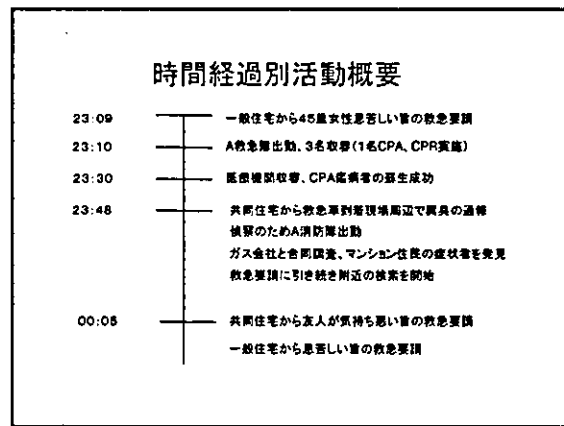 時間経過別活動概要
23:09 一般住宅から45歳女性息苦しい旨の救急要請
23:10 A救急隊出動、3名収容(1名CPA、CPR実施)
23:30 医療機関収容、CPA傷病者の蘇生成功
23:48 共同住宅から救急車到着現場周辺で異臭の通報
偵察のためA消防隊出動
ガス会社と合同調査、マンション住民の症状者を発見
救急要請に引き続き附近の検索を開始
00:05 共同住宅から友人が気持ち悪い旨の救急要請
一般住宅から息苦しい旨の救急要請